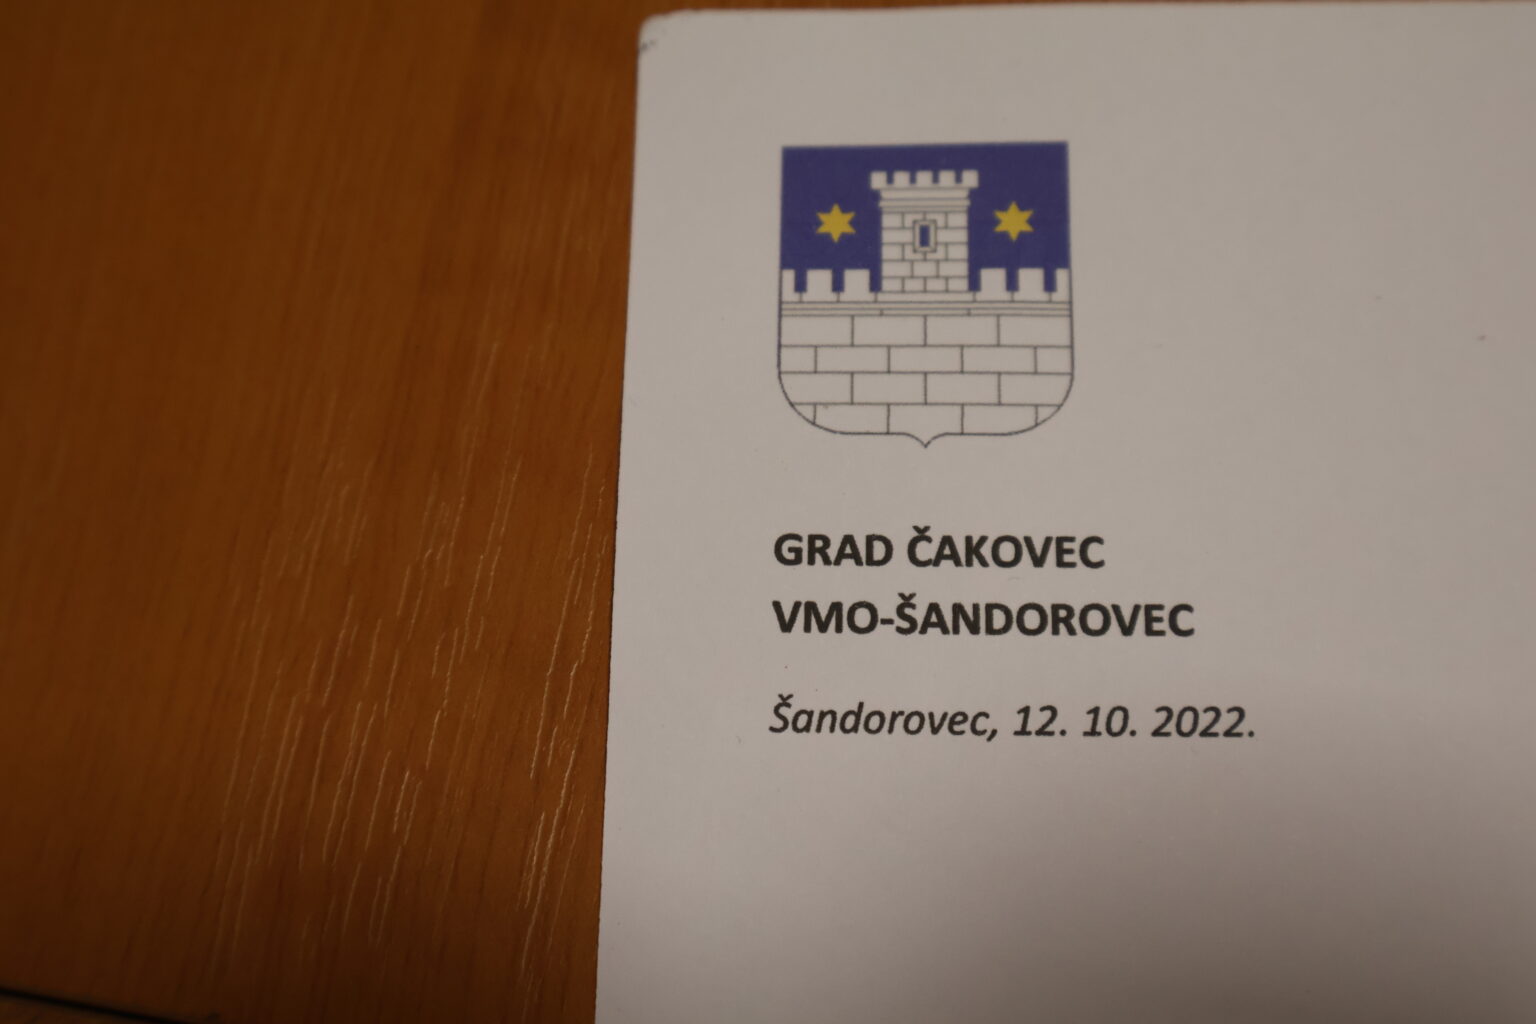 GRAD ČAKOVEC
VMO-ŠANDOROVEC
Šandorovec, 12. 10. 2022.